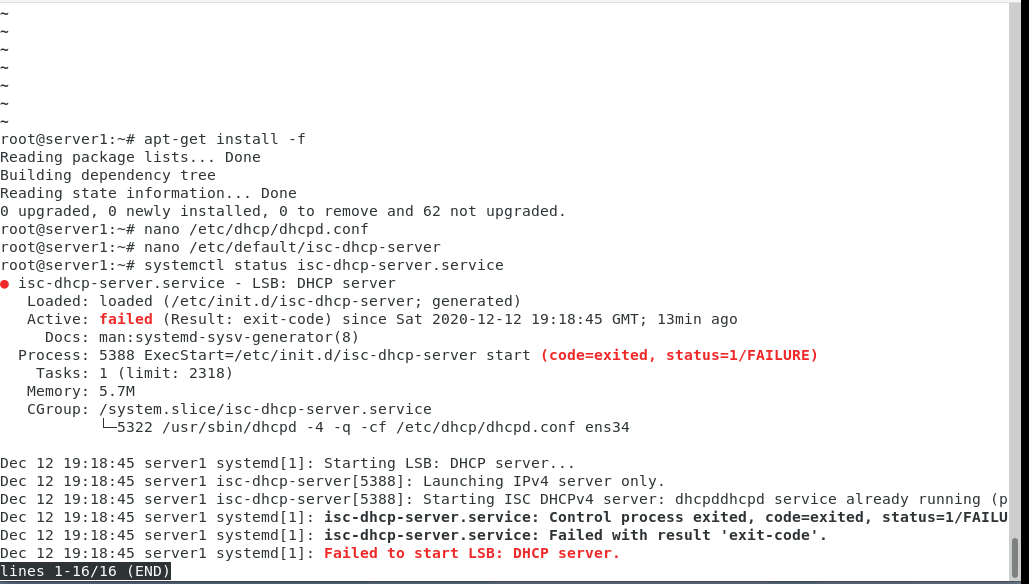 ~
~
~
~
~
~
~
root@server1:~# apt-get install -f
Reading package lists... Done
Building dependency tree
Reading state information... Done
0 upgraded, 0 newly installed, 0 to remove and 62 not upgraded.
root@server1:~# nano /etc/dhcp/dhcpd.conf
root@server1:~# nano /etc/default/isc-dhcp-server
root@server1:~# systemctl status isc-dhcp-server.service
● isc-dhcp-server.service - LSB: DHCP server
   Loaded: loaded (/etc/init.d/isc-dhcp-server; generated)
   Active: failed (Result: exit-code) since Sat 2020-12-12 19:18:45 GMT; 13min ago
     Docs: man:systemd-sysv-generator(8)
  Process: 5388 ExecStart=/etc/init.d/isc-dhcp-server start (code=exited, status=1/FAILURE)
    Tasks: 1 (limit: 2318)
   Memory: 5.7M
   CGroup: /system.slice/isc-dhcp-server.service
           └─5322 /usr/sbin/dhcpd -4 -q -cf /etc/dhcp/dhcpd.conf ens34

Dec 12 19:18:45 server1 systemd[1]: Starting LSB: DHCP server...
Dec 12 19:18:45 server1 isc-dhcp-server[5388]: Launching IPv4 server only.
Dec 12 19:18:45 server1 isc-dhcp-server[5388]: Starting ISC DHCPv4 server: dhcpddhcpd service already running (p
Dec 12 19:18:45 server1 systemd[1]: isc-dhcp-server.service: Control process exited, code=exited, status=1/FAILU
Dec 12 19:18:45 server1 systemd[1]: isc-dhcp-server.service: Failed with result 'exit-code'.
Dec 12 19:18:45 server1 systemd[1]: Failed to start LSB: DHCP server.
lines 1-16/16 (END)